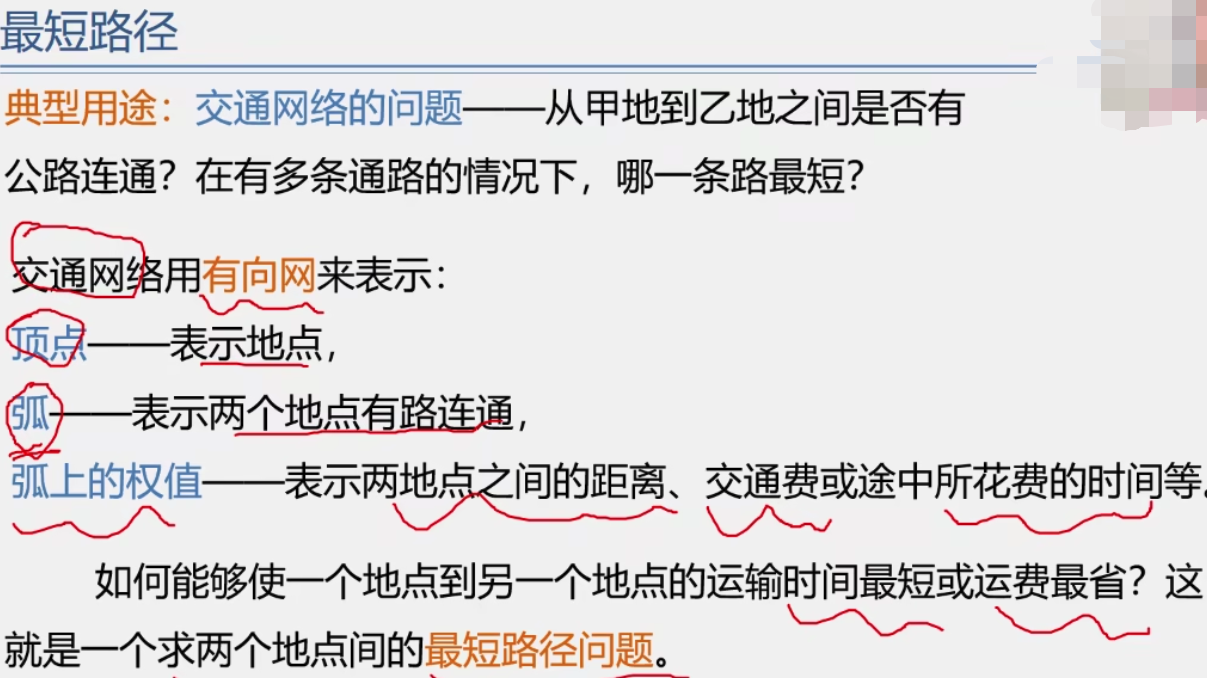 最短路径
典型用途：交通网络的问题——从甲地到乙地之间是否有
公路连通？在有多条通路的情况下，哪一条路最短？
交通网络用有向网来表示：
顶点——表示地点，
弧——表示两个地点有路连通，
弧上的权值——表示两地点之间的距离、交通费或途中所花费的时间等。
如何能够使一个地点到另一个地点的运输时间最短或运费最省？这
就是一个求两个地点间的最短路径问题。